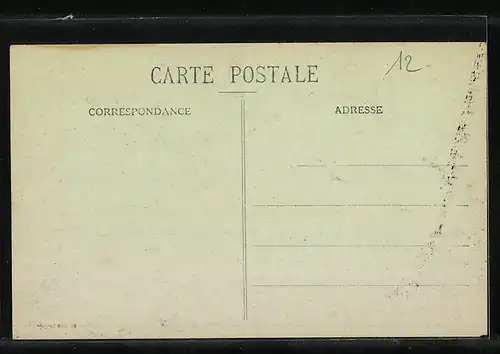 CARTE POSTALE
12
CORRESPONDANCE
ADRESSE